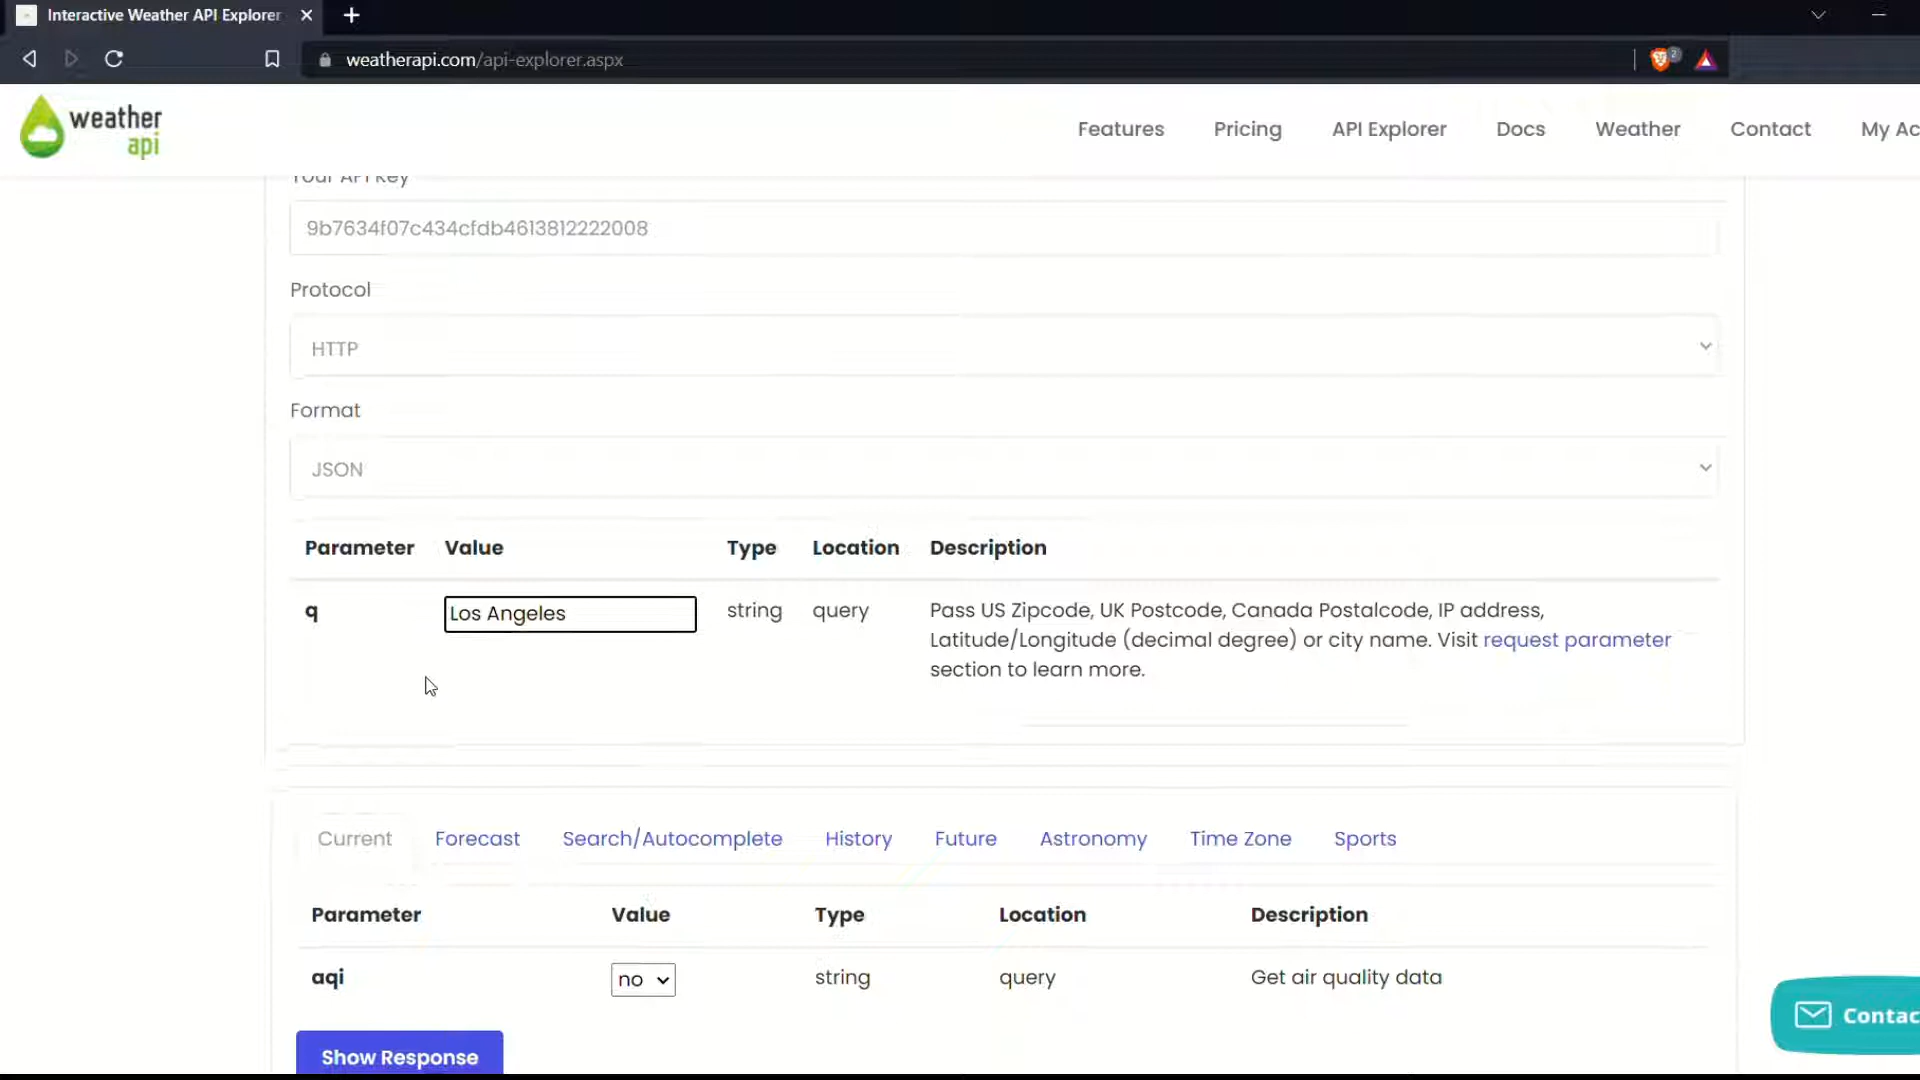 Interactive Weather API Explorer
weatherapi.com/api-explorer.aspx
2
weather
api
Features
Pricing
API Explorer
Docs
Weather
Contact
My Ac
Your API Key
9b7634f07c434cfdb4613812222008
Protocol
HTTP
Format
JSON
Parameter Value Type Location Description
q Los Angeles string query Pass US Zipcode, UK Postcode, Canada Postalcode, IP address,
Latitude/Longitude (decimal degree) or city name. Visit request parameter
section to learn more.
Current Forecast Search/Autocomplete History Future Astronomy Time Zone Sports
Parameter Value Type Location Description
aqi no string query Get air quality data
Show Response
Contac